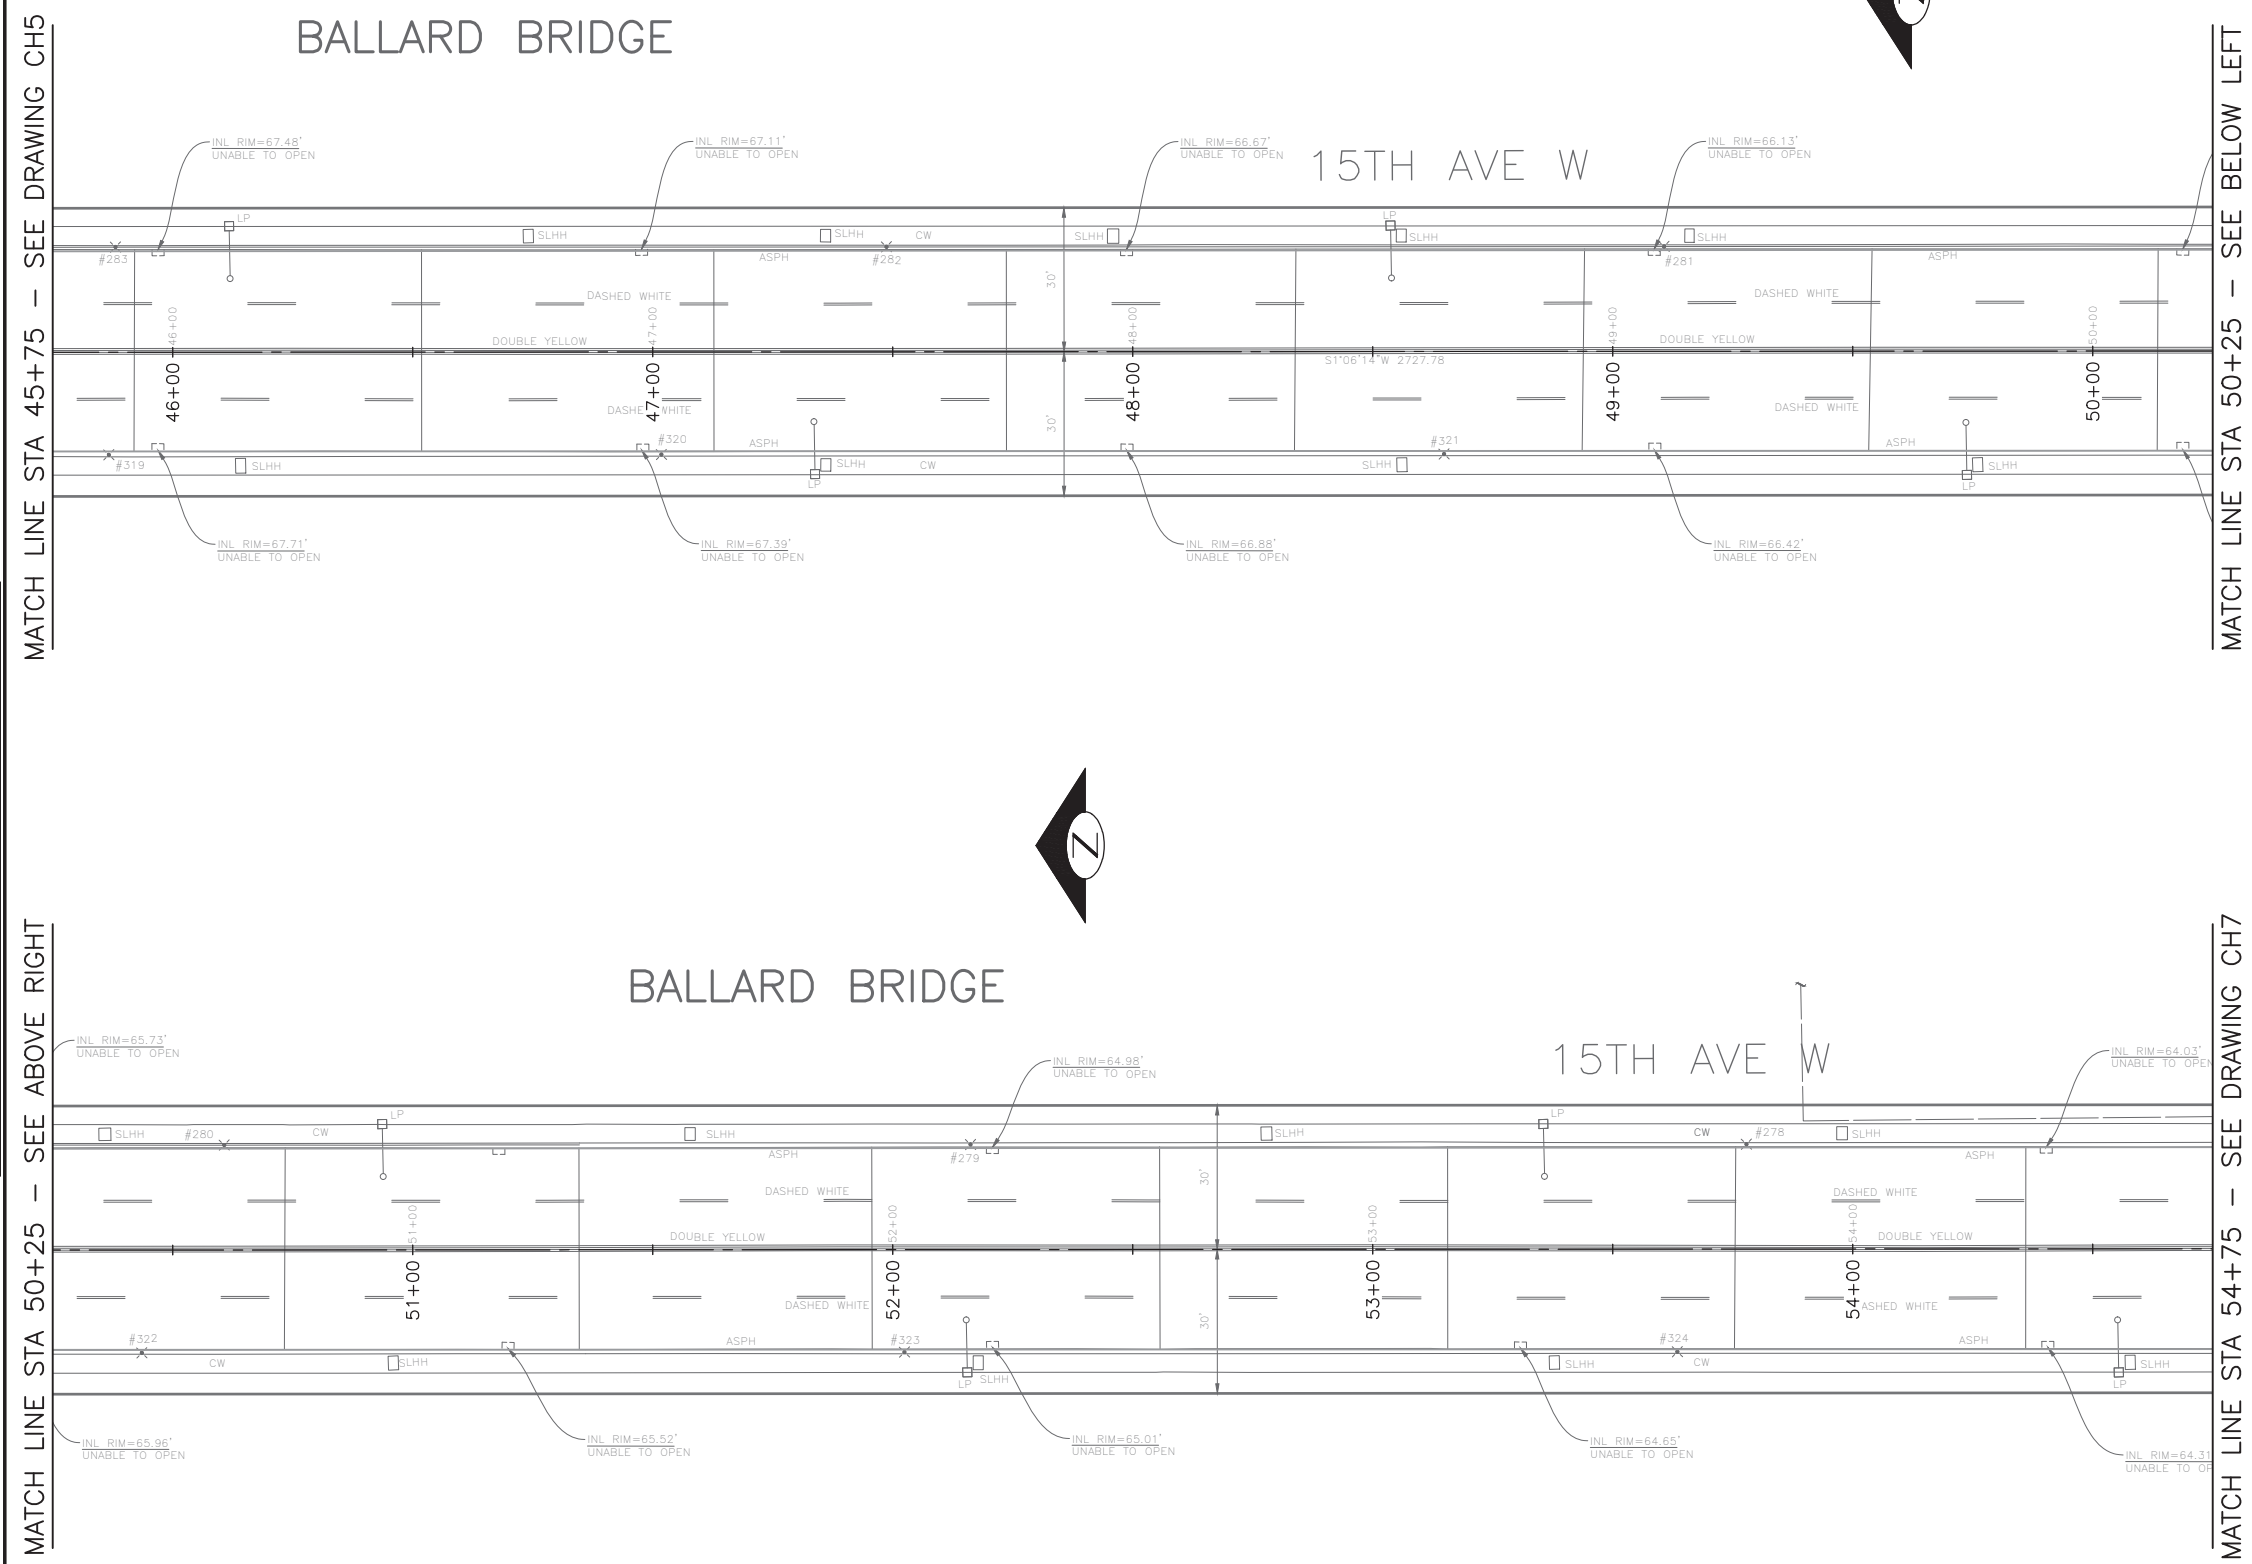 MATCH LINE STA 45+75 - SEE DRAWING CH5
BALLARD BRIDGE
INL RIM=67.48'
UNABLE TO OPEN
INL RIM=67.11'
UNABLE TO OPEN
INL RIM=66.67'
UNABLE TO OPEN
15TH AVE W
INL RIM=66.13'
UNABLE TO OPEN
LP
LP
SLHH
SLHH
CW
SLHH
SLHH
SLHH
#283
ASPH
#282
#281
ASPH
30'
DASHED WHITE
DASHED WHITE
46+00
47+00
48+00
49+00
50+00
DOUBLE YELLOW
DOUBLE YELLOW
S1°06'14"W 2727.78
46+00
47+00
48+00
49+00
50+00
DASHE WHITE
DASHED WHITE
30'
#320
ASPH
#321
ASPH
#319
SLHH
SLHH
CW
SLHH
SLHH
LP
LP
INL RIM=67.71'
UNABLE TO OPEN
INL RIM=67.39'
UNABLE TO OPEN
INL RIM=66.88'
UNABLE TO OPEN
INL RIM=66.42'
UNABLE TO OPEN
MATCH LINE STA 50+25 - SEE BELOW LEFT
Z
MATCH LINE STA 50+25 - SEE ABOVE RIGHT
BALLARD BRIDGE
INL RIM=65.73'
UNABLE TO OPEN
INL RIM=64.98'
UNABLE TO OPEN
15TH AVE W
INL RIM=64.03'
UNABLE TO OPEN
LP
LP
SLHH
#280
CW
SLHH
SLHH
CW
#278
SLHH
ASPH
#279
ASPH
30'
DASHED WHITE
DASHED WHITE
51+00
52+00
53+00
54+00
DOUBLE YELLOW
DOUBLE YELLOW
51+00
52+00
53+00
54+00
DASHED WHITE
ASHED WHITE
30'
#322
ASPH
#323
#324
ASPH
CW
SLHH
SLHH
CW
SLHH
LP
SLHH
LP
INL RIM=65.96'
UNABLE TO OPEN
INL RIM=65.52'
UNABLE TO OPEN
INL RIM=65.01'
UNABLE TO OPEN
INL RIM=64.65'
UNABLE TO OPEN
INL RIM=64.31
UNABLE TO OP
MATCH LINE STA 54+75 - SEE DRAWING CH7